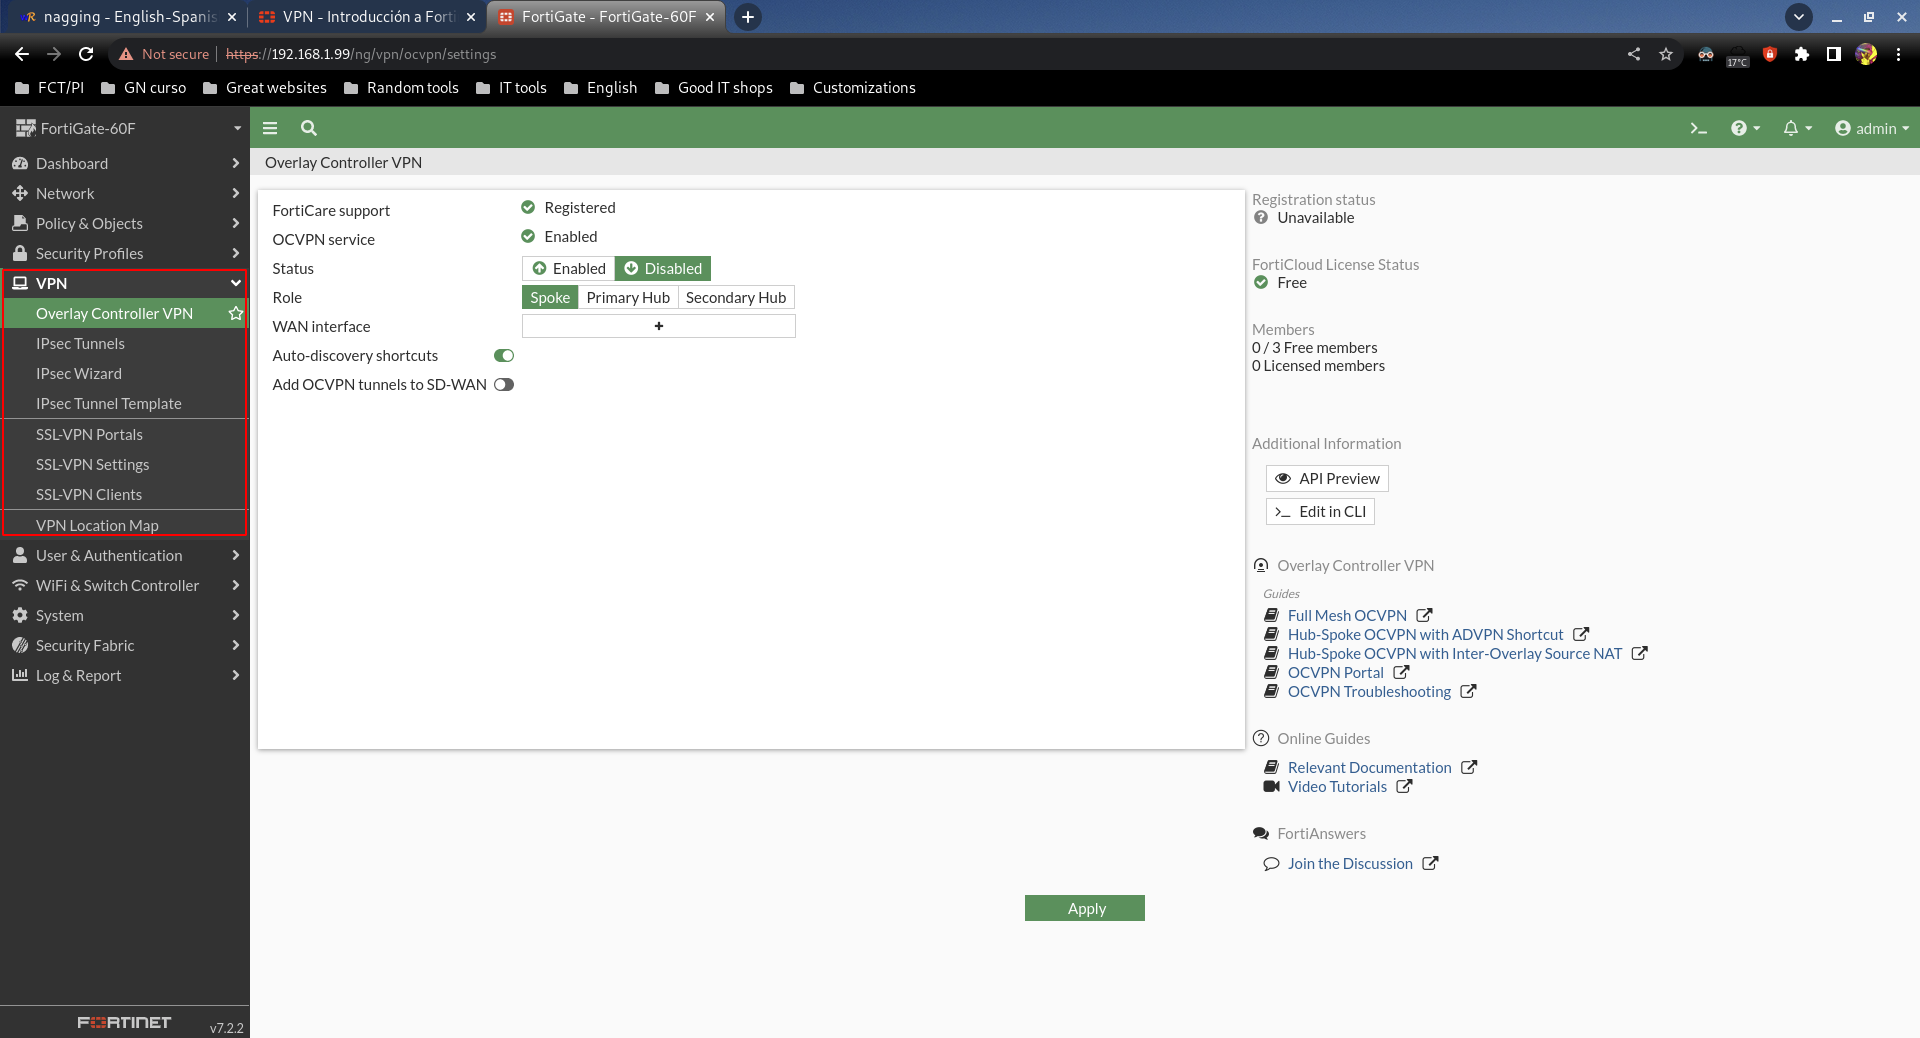 nagging - English-Spanis
VPN - Introducción a Forti
FortiGate - FortiGate-60F
Not secure
https://192.168.1.99/ng/vpn/ocvpn/settings
17°C
FCT/PI
GN curso
Great websites
Random tools
IT tools
English
Good IT shops
Customizations
FortiGate-60F
admin
Dashboard
Network
Policy & Objects
Security Profiles
VPN
Overlay Controller VPN
IPsec Tunnels
IPsec Wizard
IPsec Tunnel Template
SSL-VPN Portals
SSL-VPN Settings
SSL-VPN Clients
VPN Location Map
User & Authentication
WiFi & Switch Controller
System
Security Fabric
Log & Report
FORTINET
v7.2.2
Overlay Controller VPN
FortiCare support
Registered
OCVPN service
Enabled
Status
Enabled
Disabled
Role
Spoke
Primary Hub
Secondary Hub
WAN interface
+
Auto-discovery shortcuts
Add OCVPN tunnels to SD-WAN
Registration status
Unavailable
FortiCloud License Status
Free
Members
0 / 3 Free members
0 Licensed members
Additional Information
API Preview
Edit in CLI
Overlay Controller VPN
Guides
Full Mesh OCVPN
Hub-Spoke OCVPN with ADVPN Shortcut
Hub-Spoke OCVPN with Inter-Overlay Source NAT
OCVPN Portal
OCVPN Troubleshooting
Online Guides
Relevant Documentation
Video Tutorials
FortiAnswers
Join the Discussion
Apply